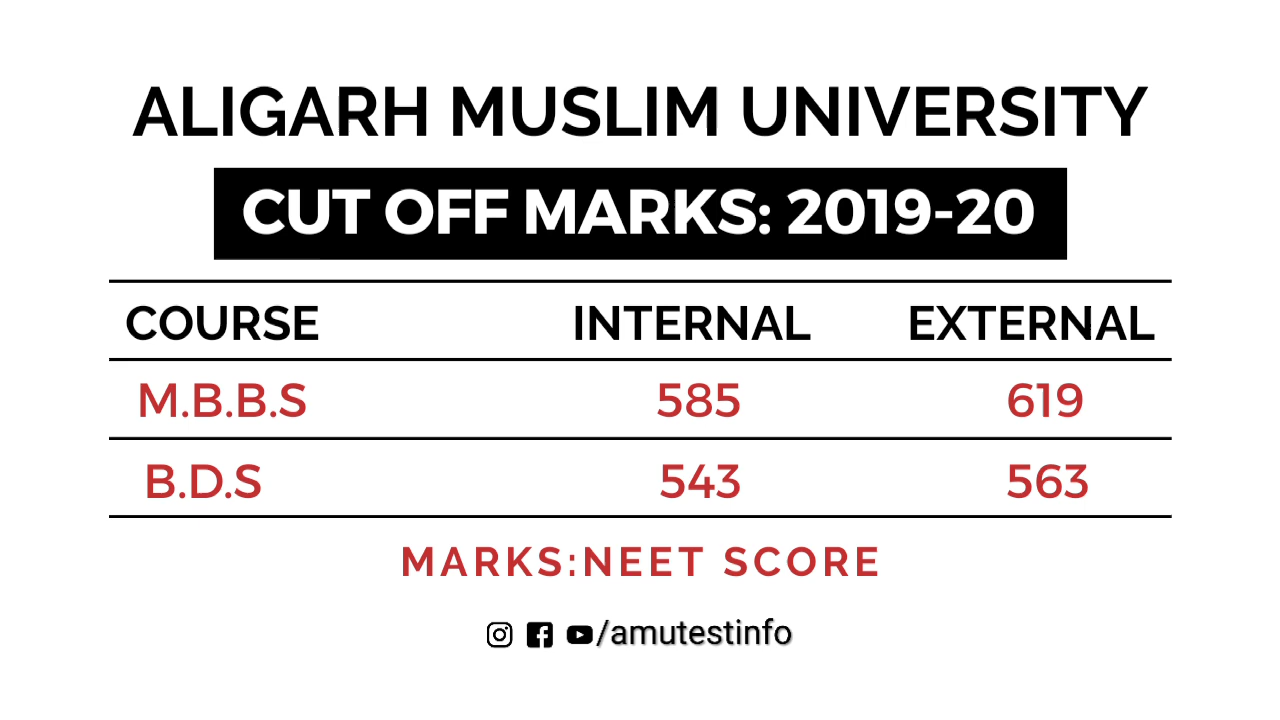 ALIGARH MUSLIM UNIVERSITY
CUT OFF MARKS: 2019-20
COURSE INTERNAL EXTERNAL
M.B.B.S 585 619
B.D.S 543 563
MARKS:NEET SCORE
/amutestinfo